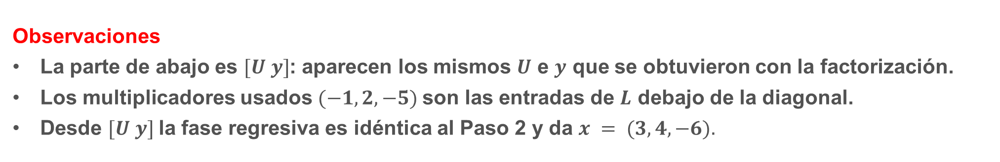 Observaciones
• La parte de abajo es [𝑼 𝒚]: aparecen los mismos 𝑼 e 𝒚 que se obtuvieron con la factorización.
• Los multiplicadores usados (−𝟏, 𝟐, −𝟓) son las entradas de 𝑳 debajo de la diagonal.
• Desde [𝑼 𝒚] la fase regresiva es idéntica al Paso 2 y da 𝒙 = (𝟑, 𝟒, −𝟔).